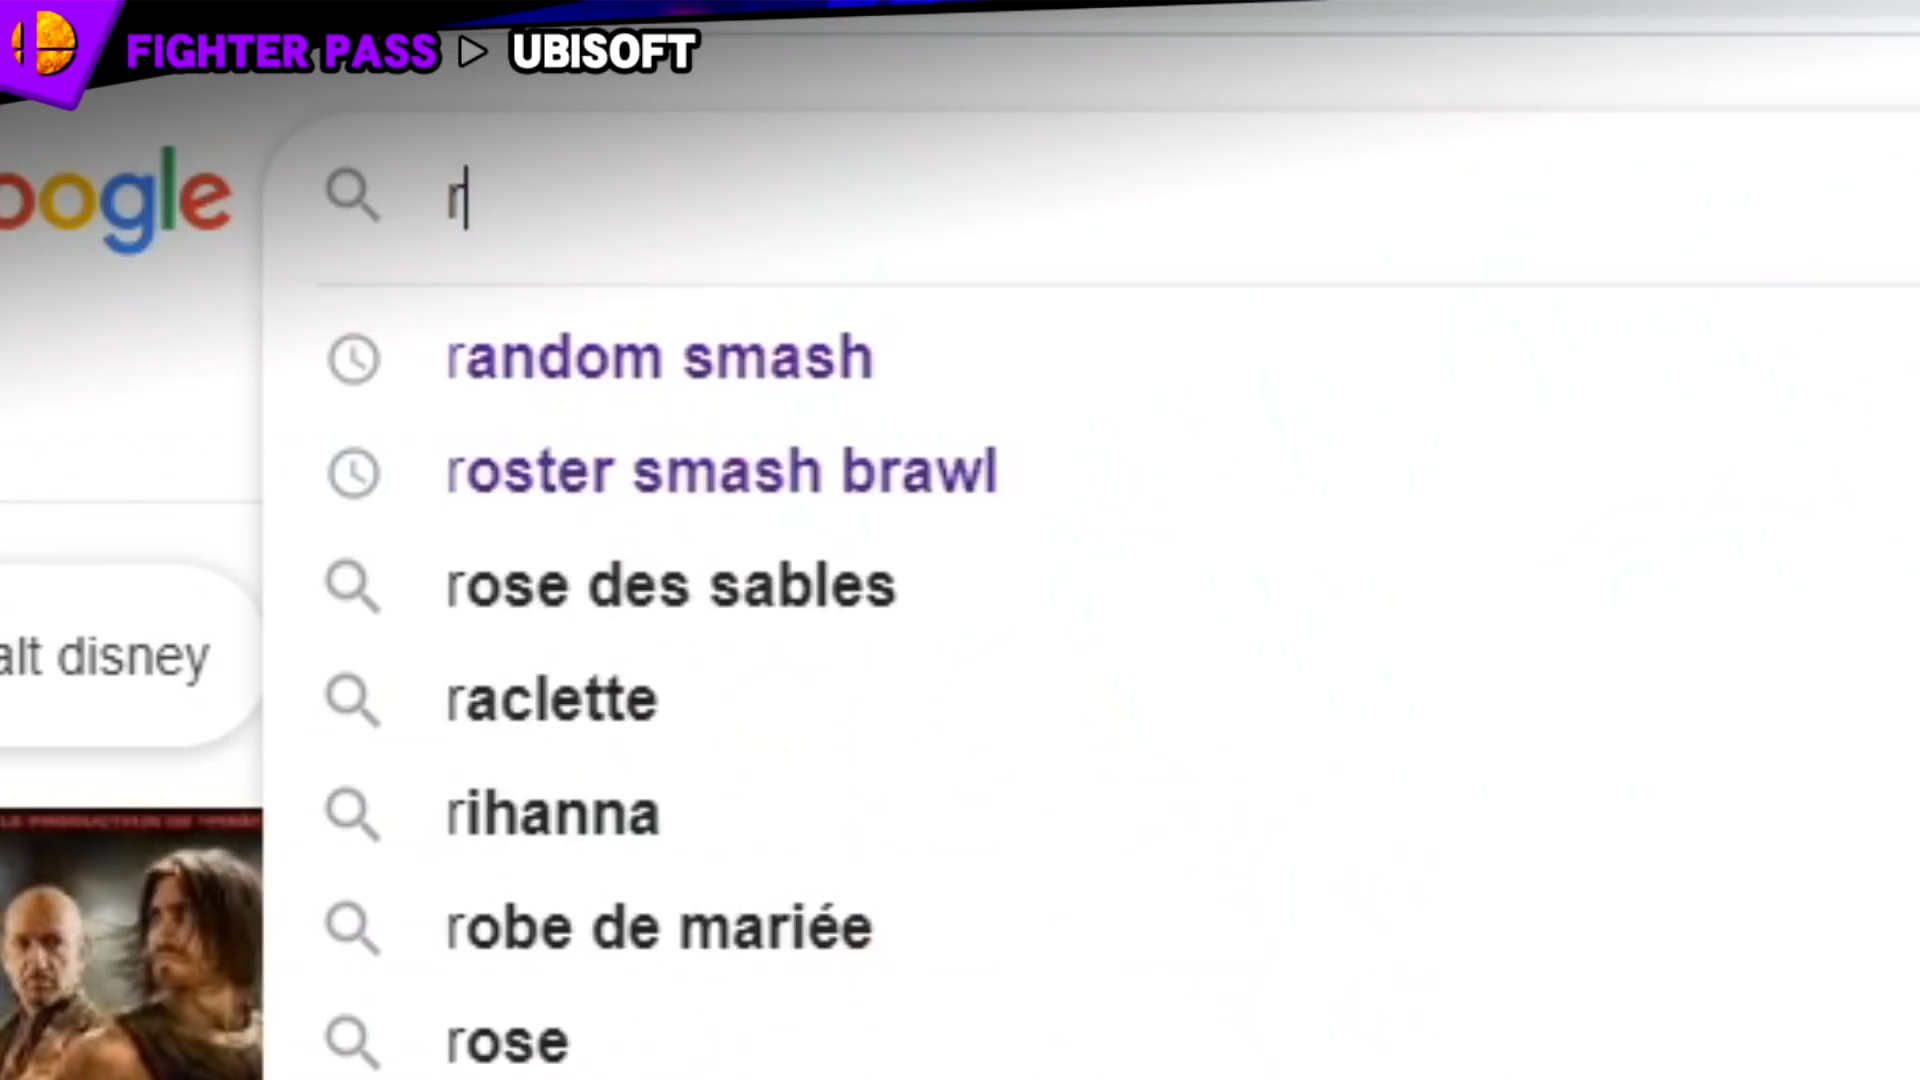 FIGHTER PASS ▷ UBISOFT
oogle
r
random smash
roster smash brawl
rose des sables
alt disney
raclette
rihanna
robe de mariée
rose